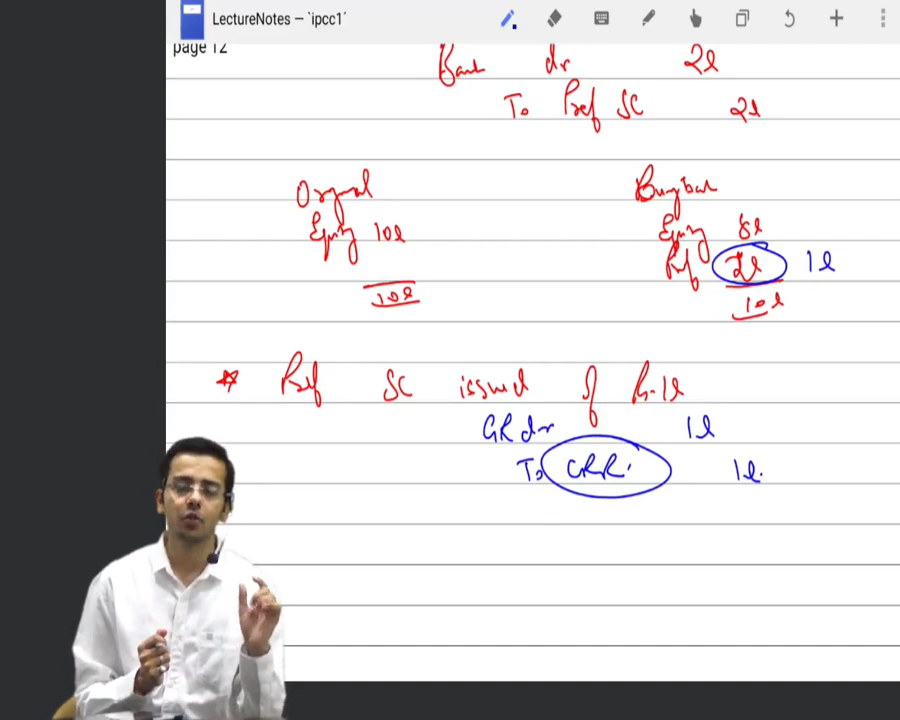 LectureNotes – `ipcc1`
page 12
Bank dr 2l
To Pref SC 2l
Orignal
Equity 10l
10l
Buyback
Equity 8l
Pref 2l 1l
10l
* Pref SC issued of Rs-1l
GR dr 1l
To CRR. 1l.